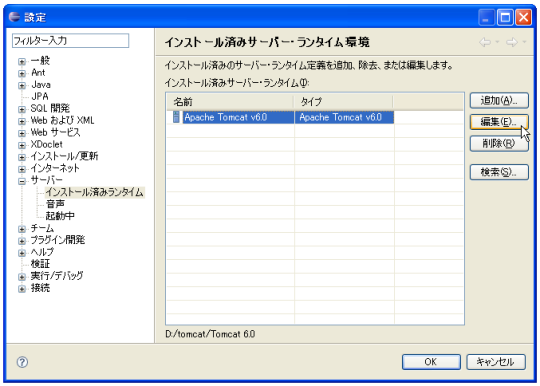 設定
フィルター入力
一般
Ant
Java
JPA
SQL 開発
Web および XML
Web サービス
XDoclet
インストール/更新
インターネット
サーバー
インストール済みランタイム
音声
起動中
チーム
プラグイン開発
ヘルプ
検証
実行/デバッグ
接続
インストール済みサーバー・ランタイム環境
インストール済みのサーバー・ランタイム定義を追加、除去、または編集します。
インストール済みサーバー・ランタイム(I):
名前 タイプ
Apache Tomcat v6.0 Apache Tomcat v6.0
D:/tomcat/Tomcat 6.0
追加(A)...
編集(E)...
削除(R)
検索(S)...
OK キャンセル